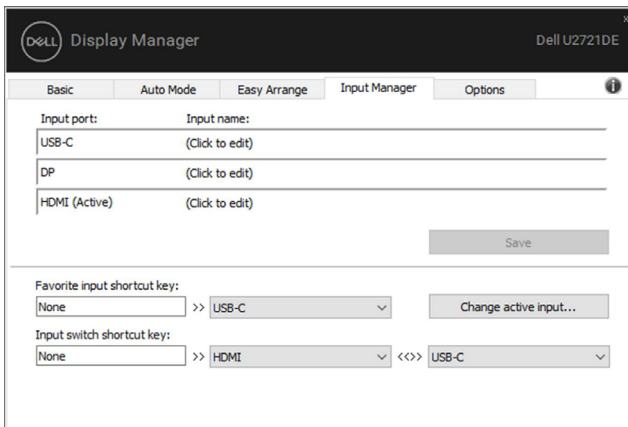 DELL Display Manager Dell U2721DE
Basic Auto Mode Easy Arrange Input Manager Options
Input port: Input name:
USB-C (Click to edit)
DP (Click to edit)
HDMI (Active) (Click to edit)
Save
Favorite input shortcut key:
None >> USB-C Change active input...
Input switch shortcut key:
None >> HDMI <<>> USB-C